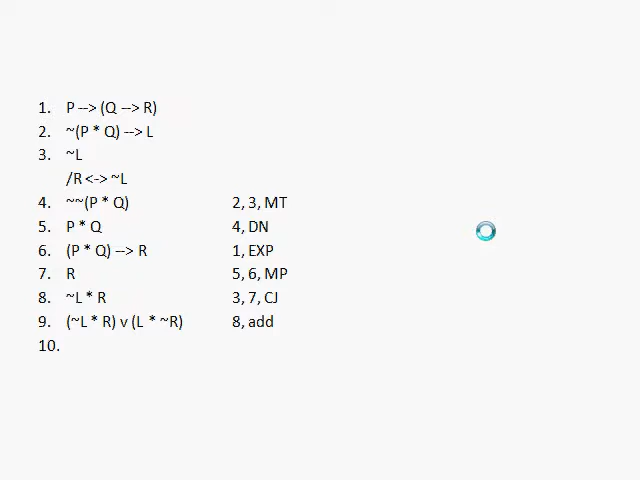 1. P --> (Q --> R)
2. ~(P * Q) --> L
3. ~L
/R <-> ~L
4. ~~(P * Q) 2, 3, MT
5. P * Q 4, DN
6. (P * Q) --> R 1, EXP
7. R 5, 6, MP
8. ~L * R 3, 7, CJ
9. (~L * R) v (L * ~R) 8, add
10.